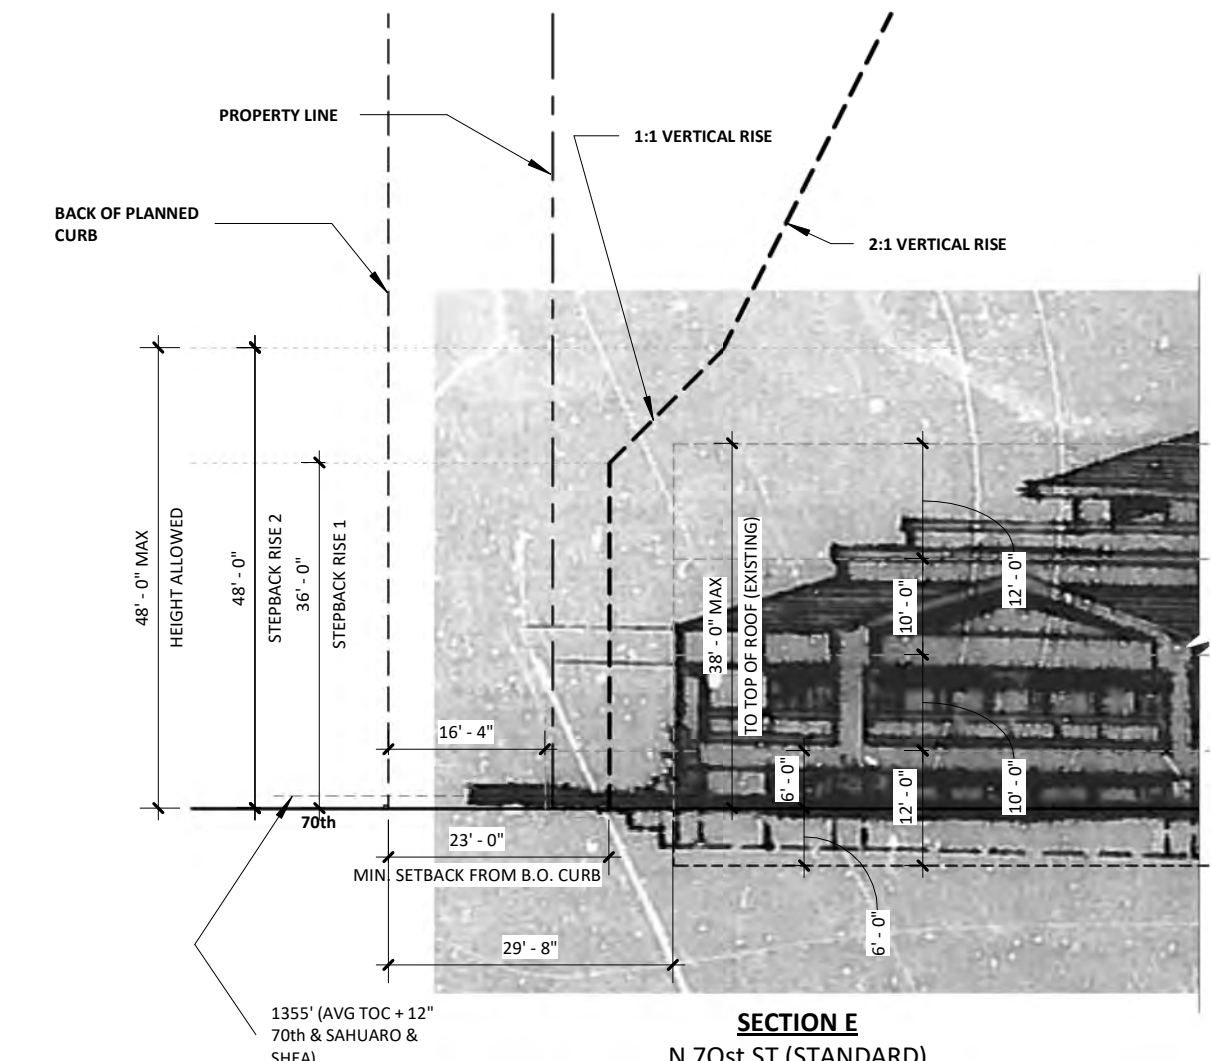 PROPERTY LINE
1:1 VERTICAL RISE
BACK OF PLANNED
CURB
2:1 VERTICAL RISE
48' - 0" MAX
HEIGHT ALLOWED
48' - 0"
STEPBACK RISE 2
36' - 0"
STEPBACK RISE 1
38' - 0" MAX
TO TOP OF ROOF (EXISTING)
12' - 0"
10' - 0"
16' - 4"
6' - 0"
12' - 0"
10' - 0"
70th
23' - 0"
MIN. SETBACK FROM B.O. CURB
6' - 0"
29' - 8"
1355' (AVG TOC + 12"
70th & SAHUARO &
SHEA)
SECTION E
N 7Ost ST (STANDARD)